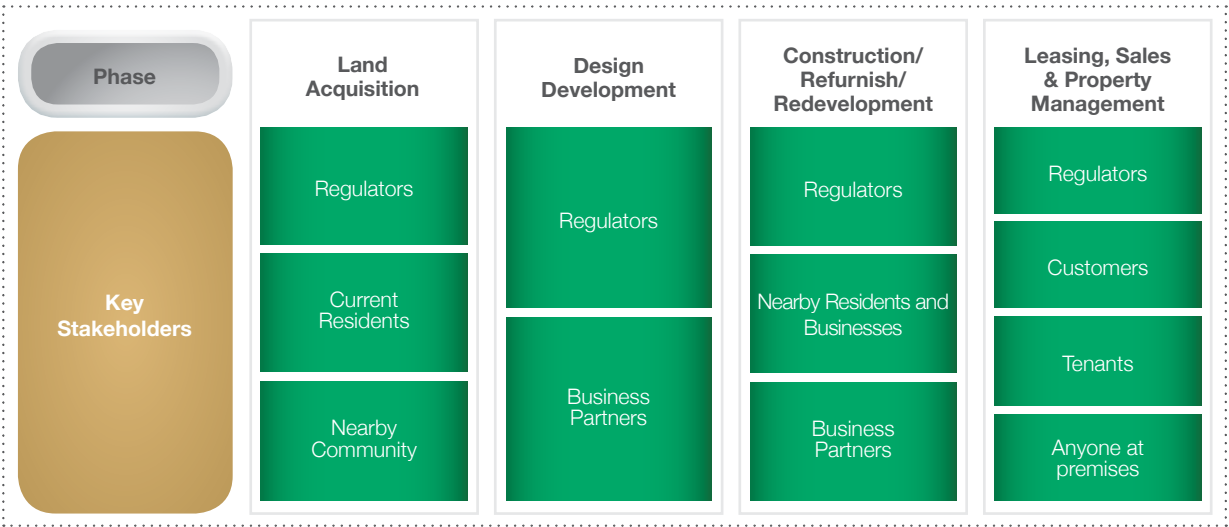 Phase
Land
Acquisition
Design
Development
Construction/
Refurnish/
Redevelopment
Leasing, Sales
& Property
Management
Key
Stakeholders
Regulators
Current
Residents
Nearby
Community
Regulators
Business
Partners
Regulators
Nearby Residents and
Businesses
Business
Partners
Regulators
Customers
Tenants
Anyone at
premises